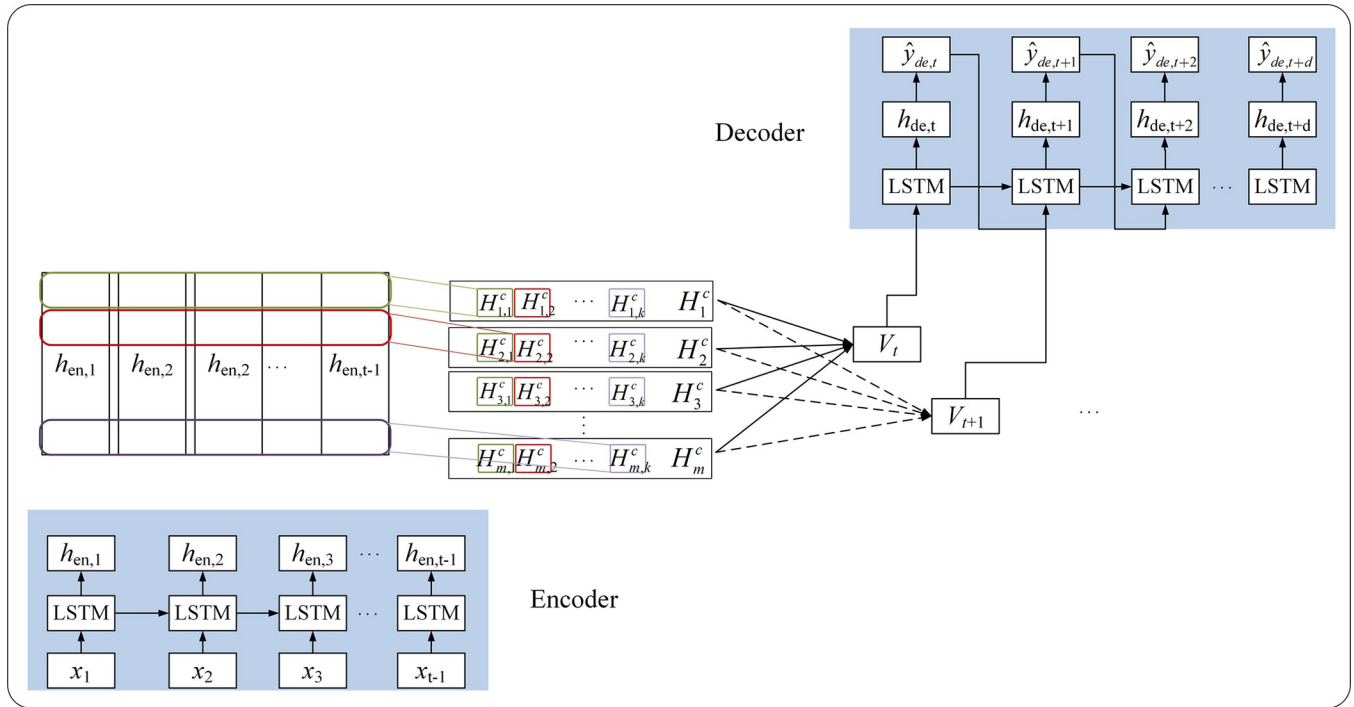 ŷde,t ŷde,t+1 ŷde,t+2 ŷde,t+d
hde,t hde,t+1 hde,t+2 hde,t+d
Decoder
LSTM LSTM LSTM ··· LSTM
H^c_1,1 H^c_1,2 ··· H^c_1,k H^c_1
H^c_2,1 H^c_2,2 ··· H^c_2,k H^c_2
Vt
hen,1 hen,2 hen,2 ··· hen,t-1
H^c_3,1 H^c_3,2 ··· H^c_3,k H^c_3
Vt+1 ···
⋮
H^c_m, H^c_m,2 ··· H^c_m,k H^c_m
hen,1 hen,2 hen,3 ··· hen,t-1
LSTM LSTM LSTM ··· LSTM
Encoder
x1 x2 x3 xt-1